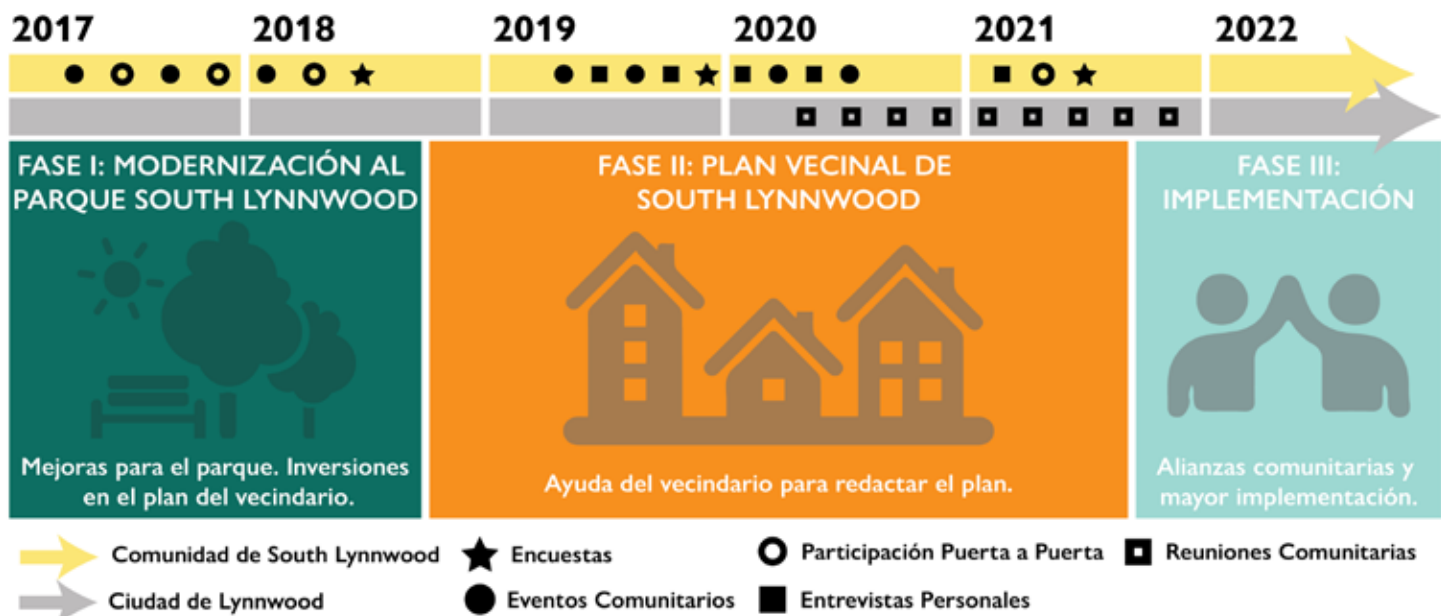 2017 2018 2019 2020 2021 2022
FASE I: MODERNIZACIÓN AL
PARQUE SOUTH LYNNWOOD
Mejoras para el parque. Inversiones
en el plan del vecindario.
FASE II: PLAN VECINAL DE
SOUTH LYNNWOOD
Ayuda del vecindario para redactar el plan.
FASE III:
IMPLEMENTACIÓN
Alianzas comunitarias y
mayor implementación.
Comunidad de South Lynnwood Encuestas Participación Puerta a Puerta Reuniones Comunitarias
Ciudad de Lynnwood Eventos Comunitarios Entrevistas Personales